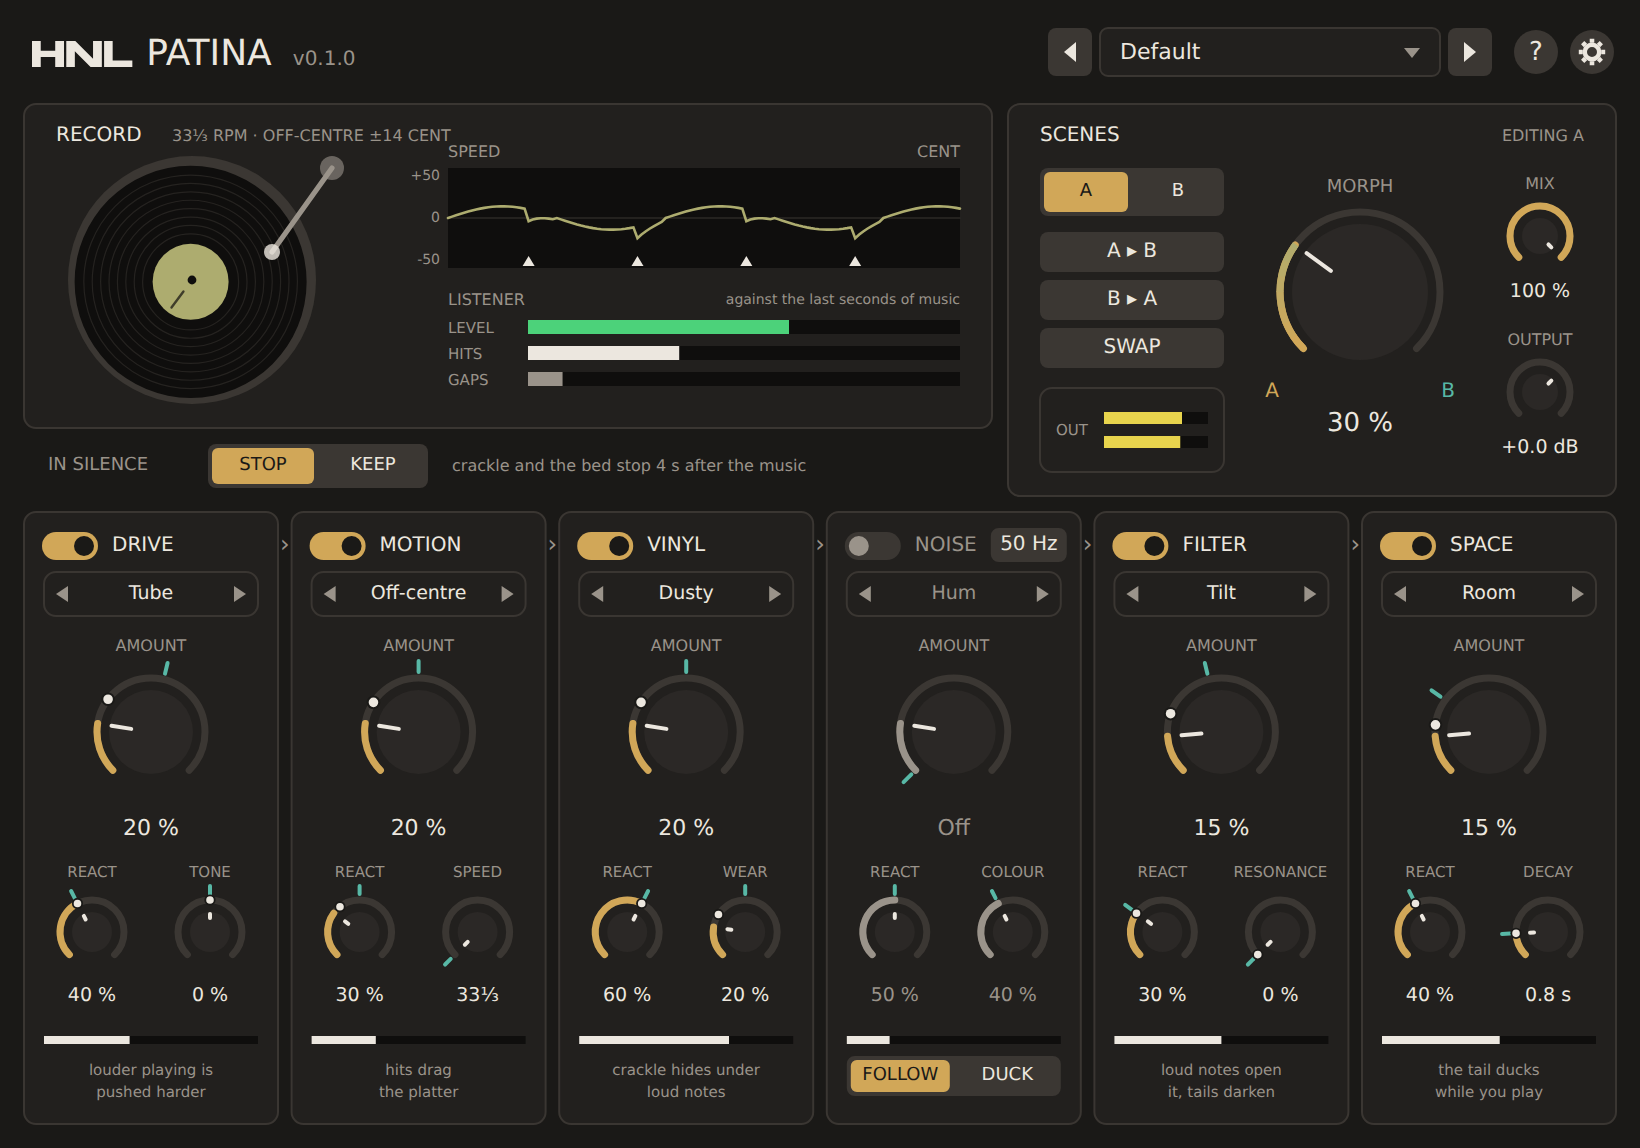 HNL PATINA v0.1.0
Default
?
RECORD 33⅓ RPM · OFF-CENTRE ±14 CENT
SPEED CENT
+50
0
-50
LISTENER against the last seconds of music
LEVEL
HITS
GAPS
IN SILENCE STOP KEEP crackle and the bed stop 4 s after the music
SCENES EDITING A
A B
A ▸ B
B ▸ A
SWAP
OUT
MORPH
A B
30 %
MIX
100 %
OUTPUT
+0.0 dB
DRIVE
Tube
AMOUNT
20 %
REACT TONE
40 % 0 %
louder playing is
pushed harder
›
MOTION
Off-centre
AMOUNT
20 %
REACT SPEED
30 % 33⅓
hits drag
the platter
›
VINYL
Dusty
AMOUNT
20 %
REACT WEAR
60 % 20 %
crackle hides under
loud notes
›
NOISE 50 Hz
Hum
AMOUNT
Off
REACT COLOUR
50 % 40 %
FOLLOW DUCK
›
FILTER
Tilt
AMOUNT
15 %
REACT RESONANCE
30 % 0 %
loud notes open
it, tails darken
›
SPACE
Room
AMOUNT
15 %
REACT DECAY
40 % 0.8 s
the tail ducks
while you play